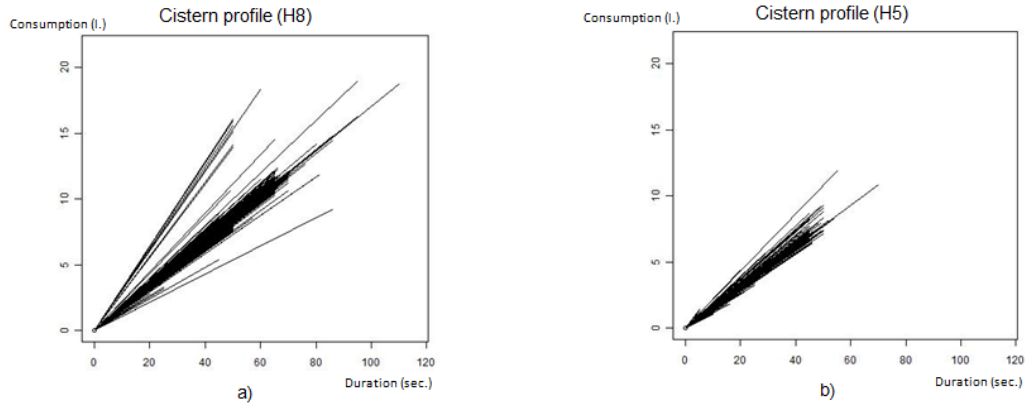 Cistern profile (H8)
Consumption (l.)
20
15
10
5
0
0 20 40 60 80 100 120
Duration (sec.)
a)
Cistern profile (H5)
Consumption (l.)
20
15
10
5
0
0 20 40 60 80 100 120
Duration (sec.)
b)